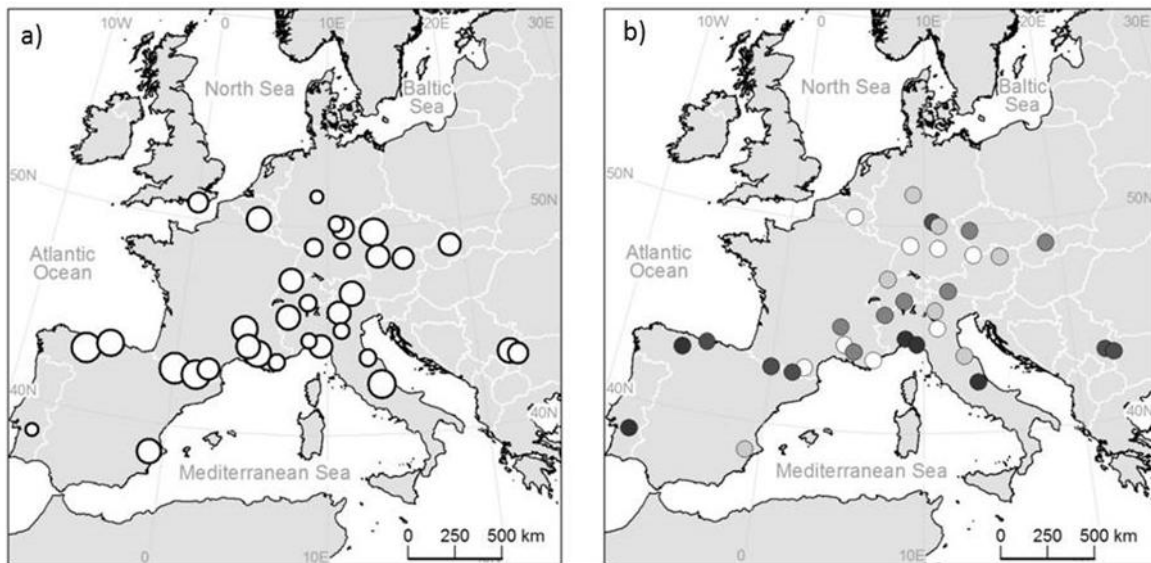 a)
10W
0
10E
20E
30E
North Sea
Baltic
Sea
50N
50N
Atlantic
Ocean
40N
40N
Mediterranean Sea
0
250
500 km
0
10E
b)
10W
0
10E
20E
30E
North Sea
Baltic
Sea
50N
50N
Atlantic
Ocean
40N
40N
Mediterranean Sea
0
250
500 km
0
10E